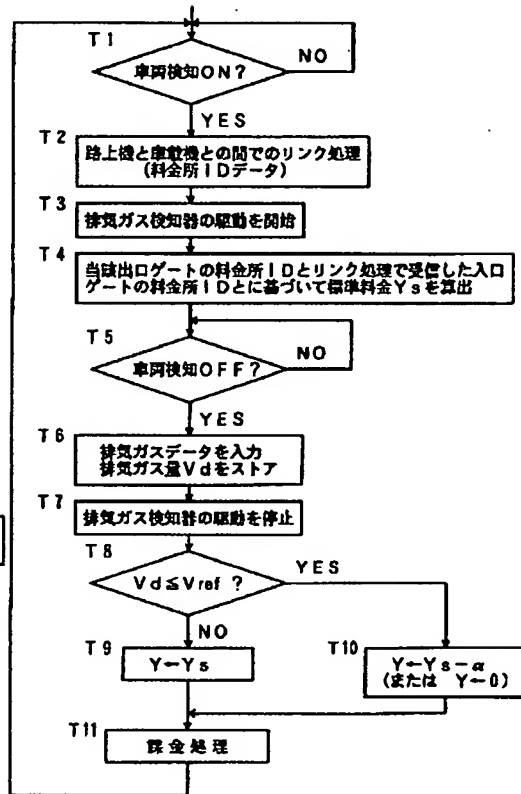 T1
車両検知ON?
NO
YES
T2
路上機と車載機との間でのリンク処理
(料金所IDデータ)
T3
排気ガス検知器の駆動を開始
T4
当該出口ゲートの料金所IDとリンク処理で受信した入口
ゲートの料金所IDとに基づいて標準料金Ysを算出
T5
車両検知OFF?
NO
YES
T6
排気ガスデータを入力
排気ガス量Vdをストア
T7
排気ガス検知器の駆動を停止
T8
Vd≤Vref ?
YES
NO
T9
Y←Ys
T10
Y←Ys-α
(または Y←0)
T11
課金処理